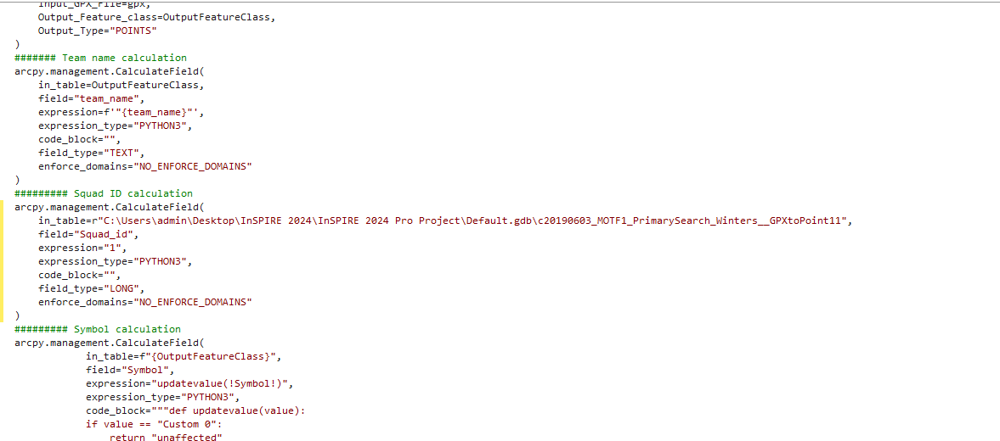 input_GPX_File=gpx,
Output_Feature_class=OutputFeatureClass,
Output_Type="POINTS"
)
####### Team name calculation
arcpy.management.CalculateField(
in_table=OutputFeatureClass,
field="team_name",
expression=f'"{team_name}"',
expression_type="PYTHON3",
code_block="",
field_type="TEXT",
enforce_domains="NO_ENFORCE_DOMAINS"
)
######### Squad ID calculation
arcpy.management.CalculateField(
in_table=r"C:\Users\admin\Desktop\InSPIRE 2024\InSPIRE 2024 Pro Project\Default.gdb\c20190603_MOTF1_PrimarySearch_Winters__GPXtoPoint11",
field="Squad_id",
expression="1",
expression_type="PYTHON3",
code_block="",
field_type="LONG",
enforce_domains="NO_ENFORCE_DOMAINS"
)
######### Symbol calculation
arcpy.management.CalculateField(
in_table=f"{OutputFeatureClass}",
field="Symbol",
expression="updatevalue(!Symbol!)",
expression_type="PYTHON3",
code_block="""def updatevalue(value):
if value == "Custom 0":
return "unaffected"